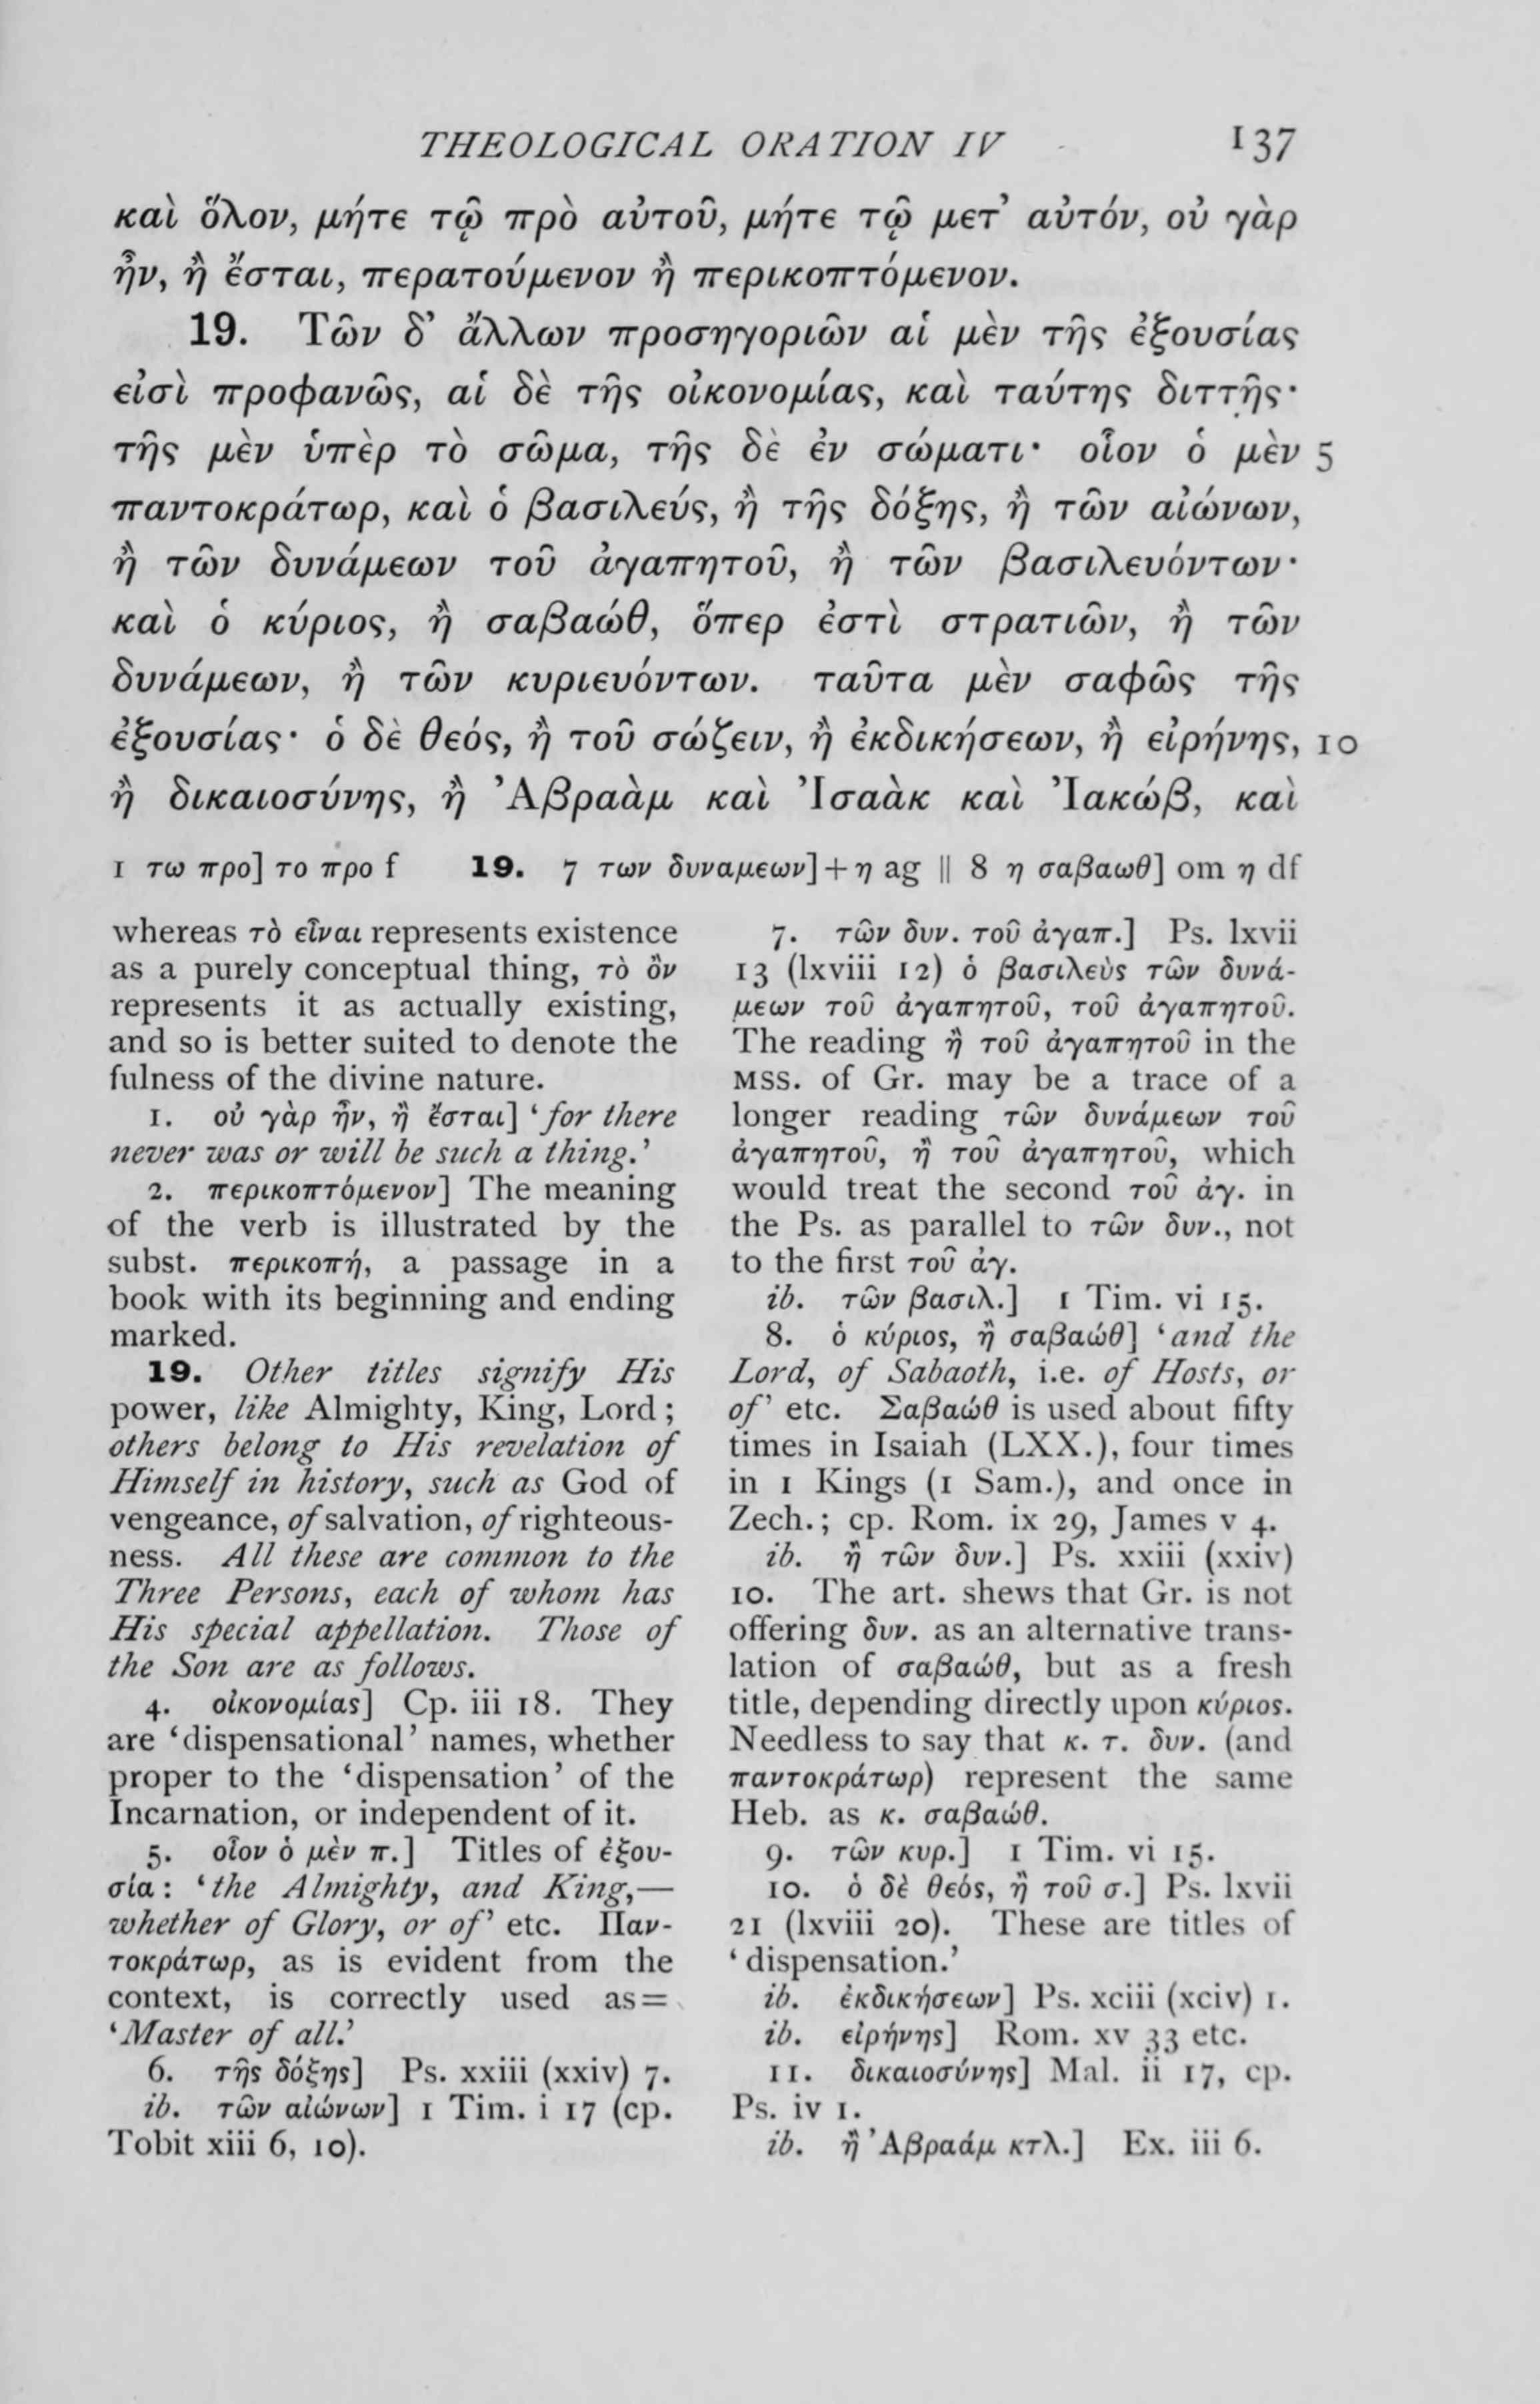 THEOLOGICAL ORATION IV 137
καὶ ὅλον, μήτε τῷ πρὸ αὐτοῦ, μήτε τῷ μετ’ αὐτόν, οὐ γὰρ
ἦν, ἢ ἔσται, περατούμενον ἢ περικοπτόμενον.
19. Τῶν δ’ ἄλλων προσηγοριῶν αἱ μὲν τῆς ἐξουσίας
εἰσὶ προφανῶς, αἱ δὲ τῆς οἰκονομίας, καὶ ταύτης διττῆς·
τῆς μὲν ὑπὲρ τὸ σῶμα, τῆς δὲ ἐν σώματι· οἷον ὁ μὲν 5
παντοκράτωρ, καὶ ὁ βασιλεύς, ἢ τῆς δόξης, ἢ τῶν αἰώνων,
ἢ τῶν δυνάμεων τοῦ ἀγαπητοῦ, ἢ τῶν βασιλευόντων·
καὶ ὁ κύριος, ἢ σαβαώθ, ὅπερ ἐστὶ στρατιῶν, ἢ τῶν
δυνάμεων, ἢ τῶν κυριευόντων. ταῦτα μὲν σαφῶς τῆς
ἐξουσίας· ὁ δὲ θεός, ἢ τοῦ σώζειν, ἢ ἐκδικήσεων, ἢ εἰρήνης, 10
ἢ δικαιοσύνης, ἢ Ἀβραὰμ καὶ Ἰσαὰκ καὶ Ἰακώβ, καὶ
1 τω προ] το προ f 19. 7 των δυναμεων]+η ag || 8 η σαβαωθ] om η df
whereas τὸ εἶναι represents existence
as a purely conceptual thing, τὸ ὂν
represents it as actually existing,
and so is better suited to denote the
fulness of the divine nature.
1. οὐ γὰρ ἦν, ἢ ἔσται] ‘for there
never was or will be such a thing.’
2. περικοπτόμενον] The meaning
of the verb is illustrated by the
subst. περικοπή, a passage in a
book with its beginning and ending
marked.
19. Other titles signify His
power, like Almighty, King, Lord;
others belong to His revelation of
Himself in history, such as God of
vengeance, of salvation, of righteous-
ness. All these are common to the
Three Persons, each of whom has
His special appellation. Those of
the Son are as follows.
4. οἰκονομίας] Cp. iii 18. They
are ‘dispensational’ names, whether
proper to the ‘dispensation’ of the
Incarnation, or independent of it.
5. οἷον ὁ μὲν π.] Titles of ἐξου-
σία: ‘the Almighty, and King,—
whether of Glory, or of’ etc. Παν-
τοκράτωρ, as is evident from the
context, is correctly used as=
‘Master of all.’
6. τῆς δόξης] Ps. xxiii (xxiv) 7.
ib. τῶν αἰώνων] 1 Tim. i 17 (cp.
Tobit xiii 6, 10).
7. τῶν δυν. τοῦ ἀγαπ.] Ps. lxvii
13 (lxviii 12) ὁ βασιλεὺς τῶν δυνά-
μεων τοῦ ἀγαπητοῦ, τοῦ ἀγαπητοῦ.
The reading ἢ τοῦ ἀγαπητοῦ in the
MSS. of Gr. may be a trace of a
longer reading τῶν δυνάμεων τοῦ
ἀγαπητοῦ, ἢ τοῦ ἀγαπητοῦ, which
would treat the second τοῦ ἀγ. in
the Ps. as parallel to τῶν δυν., not
to the first τοῦ ἀγ.
ib. τῶν βασιλ.] 1 Tim. vi 15.
8. ὁ κύριος, ἢ σαβαώθ] ‘and the
Lord, of Sabaoth, i.e. of Hosts, or
of’ etc. Σαβαώθ is used about fifty
times in Isaiah (LXX.), four times
in 1 Kings (1 Sam.), and once in
Zech.; cp. Rom. ix 29, James v 4.
ib. ἢ τῶν δυν.] Ps. xxiii (xxiv)
10. The art. shews that Gr. is not
offering δυν. as an alternative trans-
lation of σαβαώθ, but as a fresh
title, depending directly upon κύριος.
Needless to say that κ. τ. δυν. (and
παντοκράτωρ) represent the same
Heb. as κ. σαβαώθ.
9. τῶν κυρ.] 1 Tim. vi 15.
10. ὁ δὲ θεός, ἢ τοῦ σ.] Ps. lxvii
21 (lxviii 20). These are titles of
‘dispensation.’
ib. ἐκδικήσεων] Ps. xciii (xciv) 1.
ib. εἰρήνης] Rom. xv 33 etc.
11. δικαιοσύνης] Mal. ii 17, cp.
Ps. iv 1.
ib. ἢ Ἀβραάμ κτλ.] Ex. iii 6.